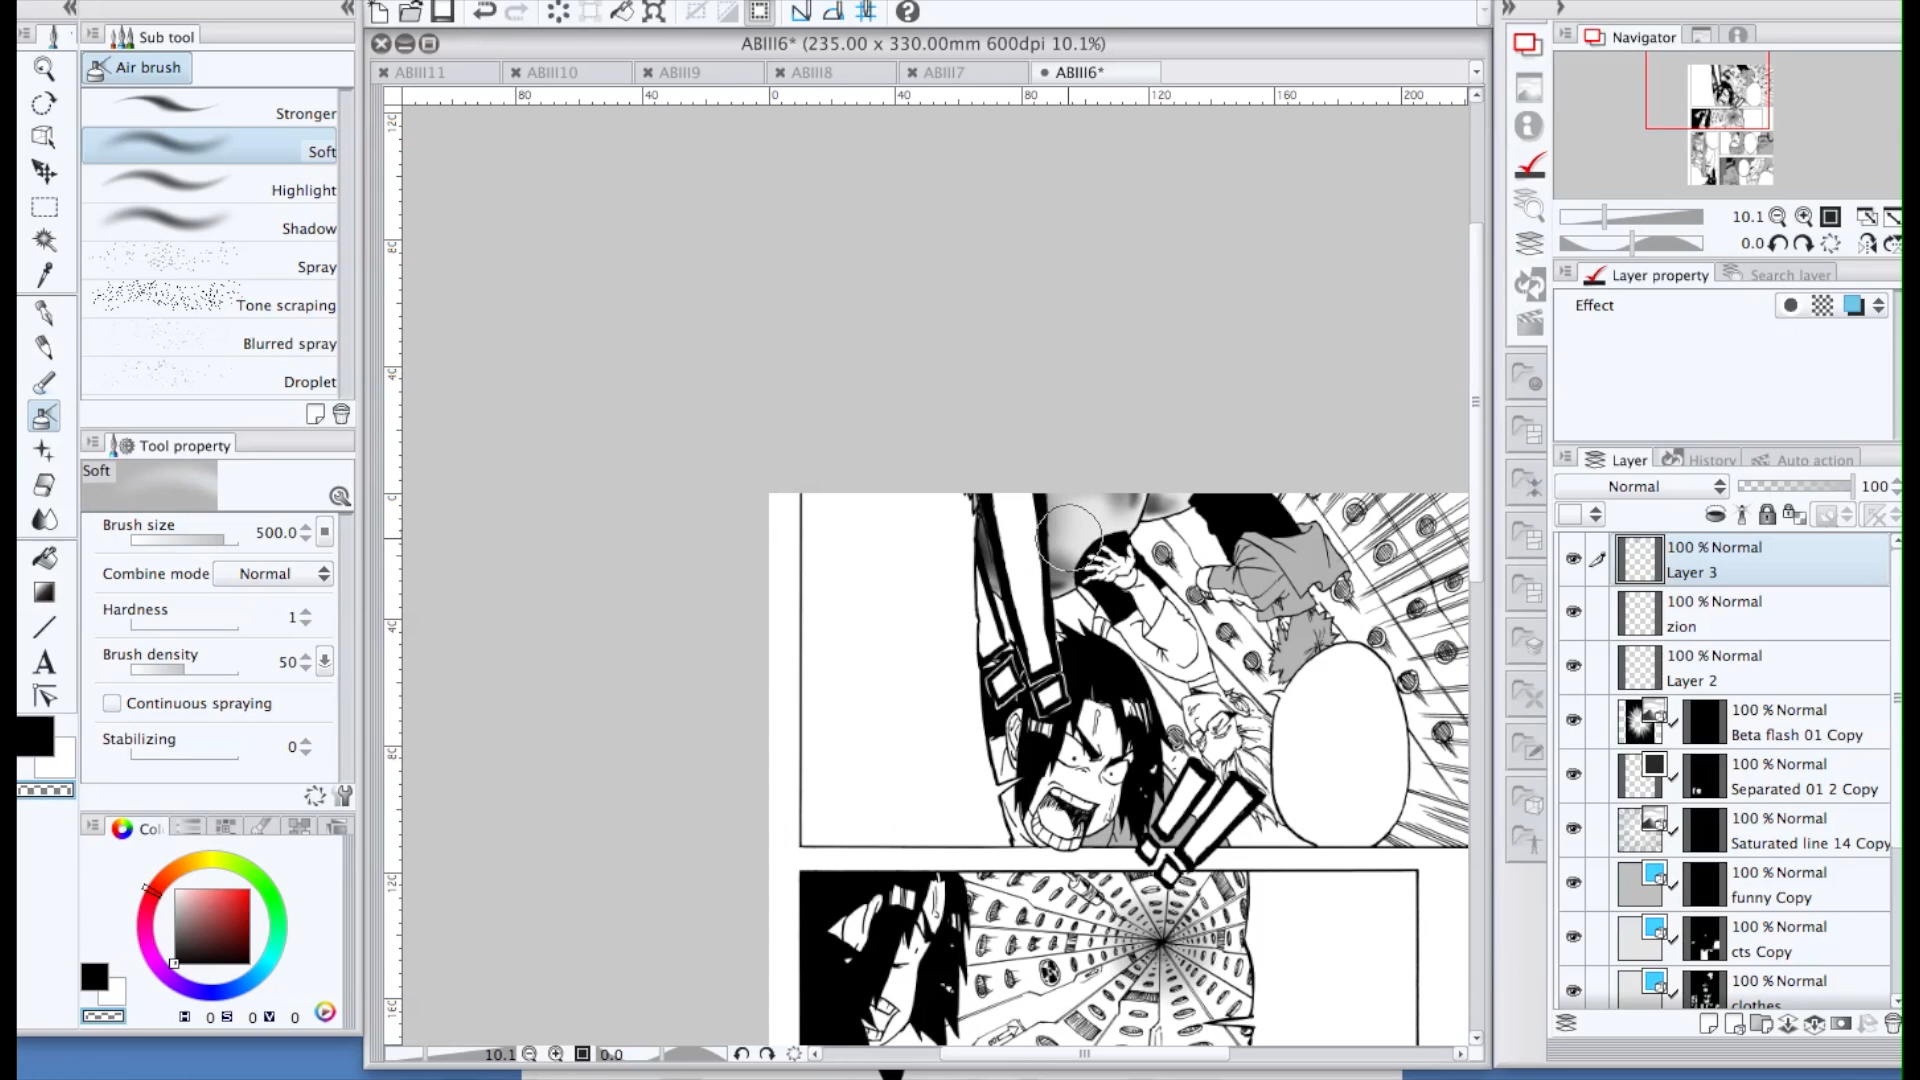 Sub tool
Air brush
Stronger
Soft
Highlight
Shadow
Spray
Tone scraping
Blurred spray
Droplet
Tool property
Soft
Brush size 500.0
Combine mode Normal
Hardness 1
Brush density 50
Continuous spraying
Stabilizing 0
Col
H 0 S 0 V 0
ABIII6* (235.00 x 330.00mm 600dpi 10.1%)
ABIII11 ABIII10 ABIII9 ABIII8 ABIII7 ABIII6*
80 40 0 40 80 120 160 200
10.1 0.0
Navigator
10.1
0.0
Layer property Search layer
Effect
Layer History Auto action
Normal 100
100 % Normal
Layer 3
100 % Normal
zion
100 % Normal
Layer 2
100 % Normal
Beta flash 01 Copy
100 % Normal
Separated 01 2 Copy
100 % Normal
Saturated line 14 Copy
100 % Normal
funny Copy
100 % Normal
cts Copy
100 % Normal
clothes